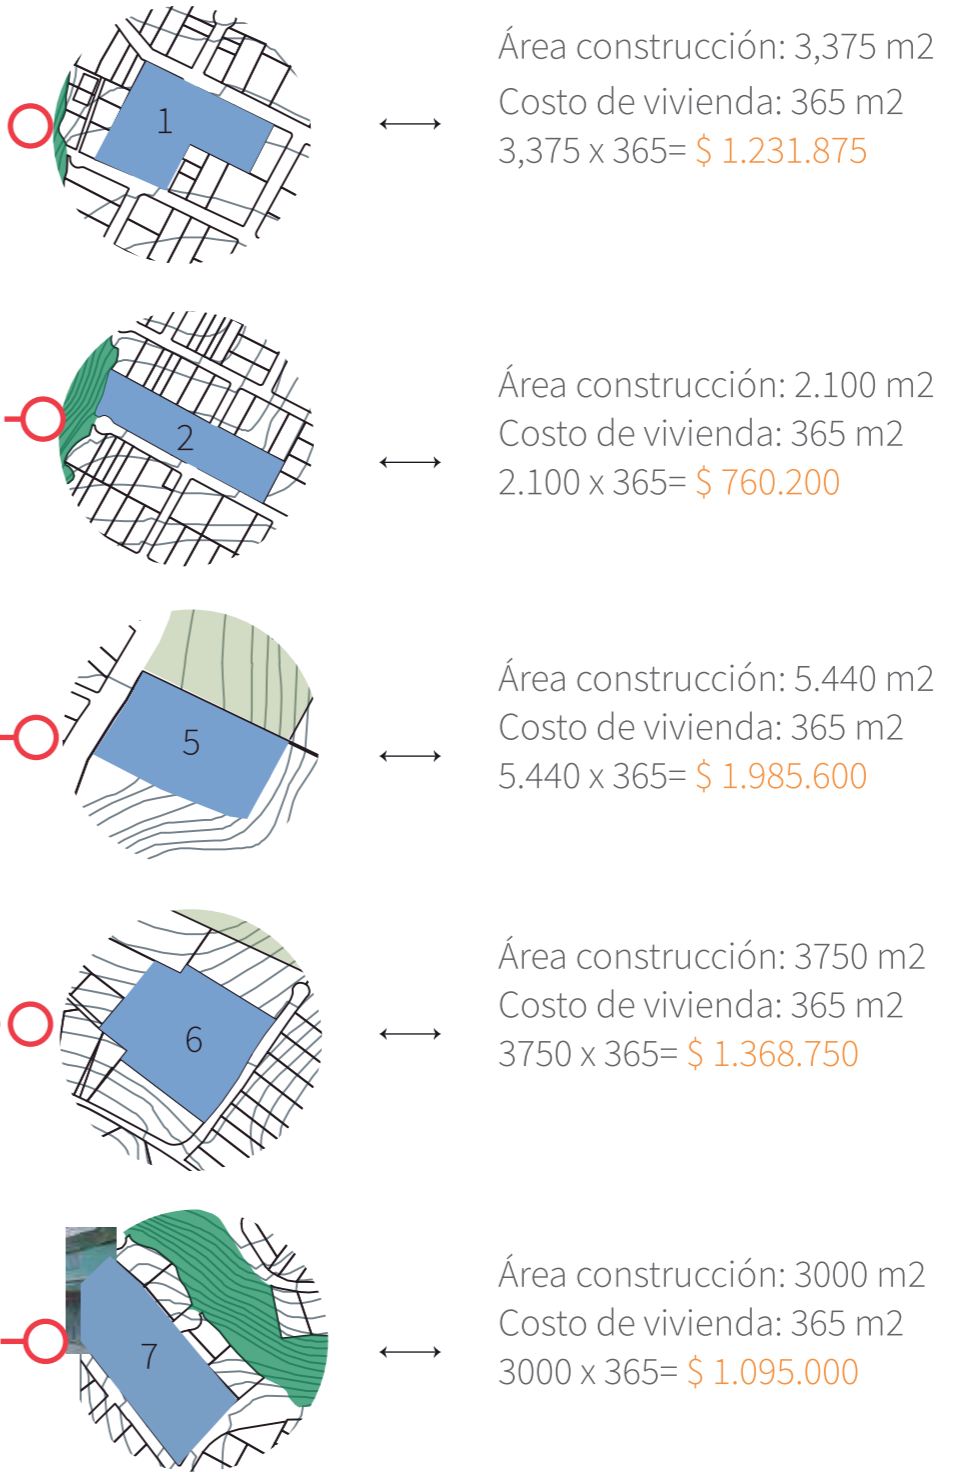 1
Área construcción: 3,375 m2
Costo de vivienda: 365 m2
3,375 x 365= $ 1.231.875
2
Área construcción: 2.100 m2
Costo de vivienda: 365 m2
2.100 x 365= $ 760.200
5
Área construcción: 5.440 m2
Costo de vivienda: 365 m2
5.440 x 365= $ 1.985.600
6
Área construcción: 3750 m2
Costo de vivienda: 365 m2
3750 x 365= $ 1.368.750
7
Área construcción: 3000 m2
Costo de vivienda: 365 m2
3000 x 365= $ 1.095.000